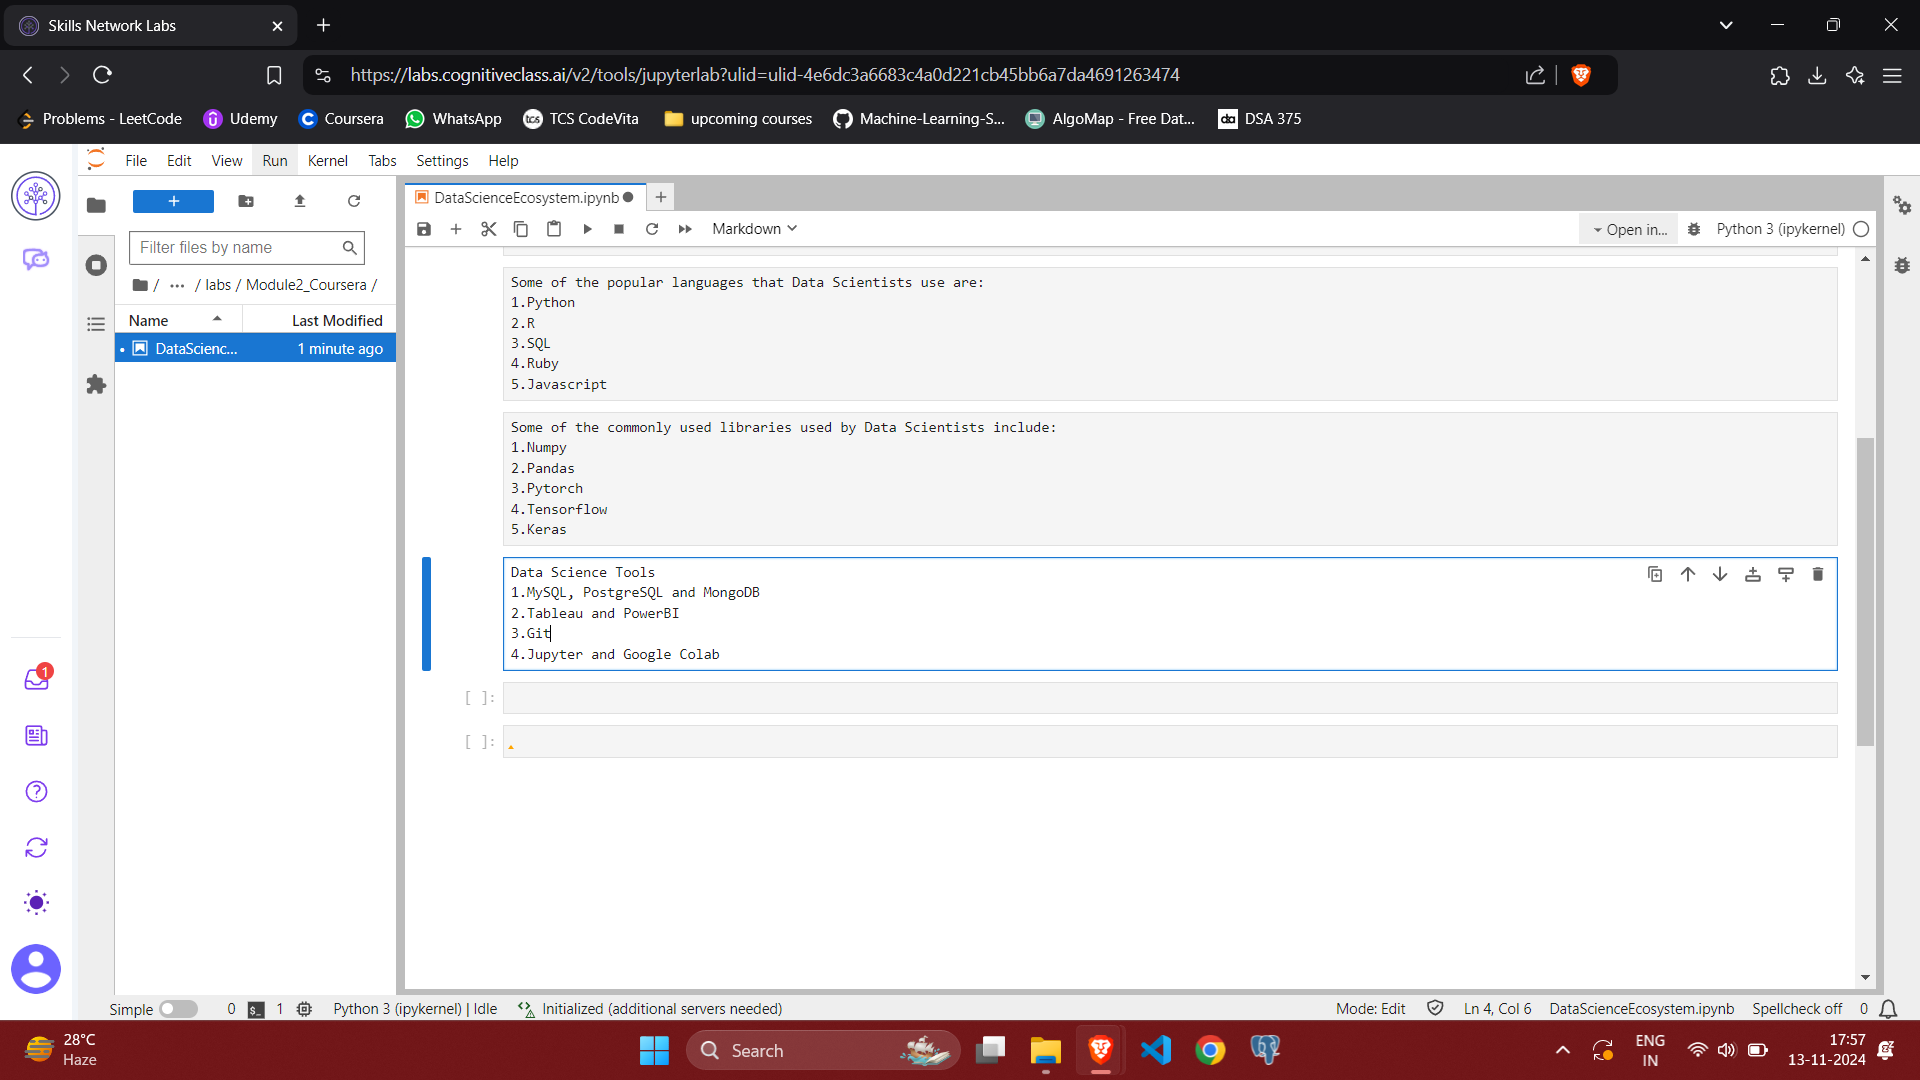 Skills Network Labs
https://labs.cognitiveclass.ai/v2/tools/jupyterlab?ulid=ulid-4e6dc3a6683c4a0d221cb45bb6a7da4691263474
Problems - LeetCode
Udemy
Coursera
WhatsApp
tcs
TCS CodeVita
upcoming courses
Machine-Learning-S...
AlgoMap - Free Dat...
da
DSA 375
File
Edit
View
Run
Kernel
Tabs
Settings
Help
DataScienceEcosystem.ipynb
Markdown
Open in...
Python 3 (ipykernel)
Filter files by name
/ ... / labs / Module2_Coursera /
Name
Last Modified
DataScienc...
1 minute ago
Some of the popular languages that Data Scientists use are:
1.Python
2.R
3.SQL
4.Ruby
5.Javascript
Some of the commonly used libraries used by Data Scientists include:
1.Numpy
2.Pandas
3.Pytorch
4.Tensorflow
5.Keras
Data Science Tools
1.MySQL, PostgreSQL and MongoDB
2.Tableau and PowerBI
3.Git
4.Jupyter and Google Colab
[ ]:
[ ]:
1
Simple
0
$_
1
Python 3 (ipykernel) | Idle
Initialized (additional servers needed)
Mode: Edit
Ln 4, Col 6
DataScienceEcosystem.ipynb
Spellcheck off
0
28°C
Haze
Search
ENG
IN
17:57
13-11-2024